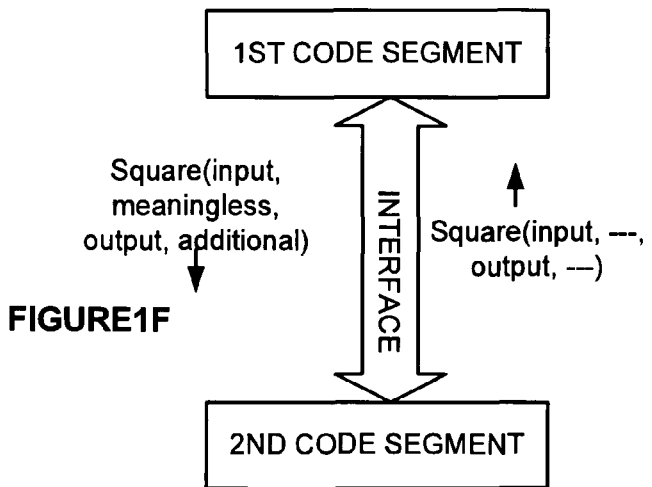 1ST CODE SEGMENT
Square(input,
meaningless,
output, additional)
INTERFACE
Square(input, ---,
output, ---)
FIGURE1F
2ND CODE SEGMENT